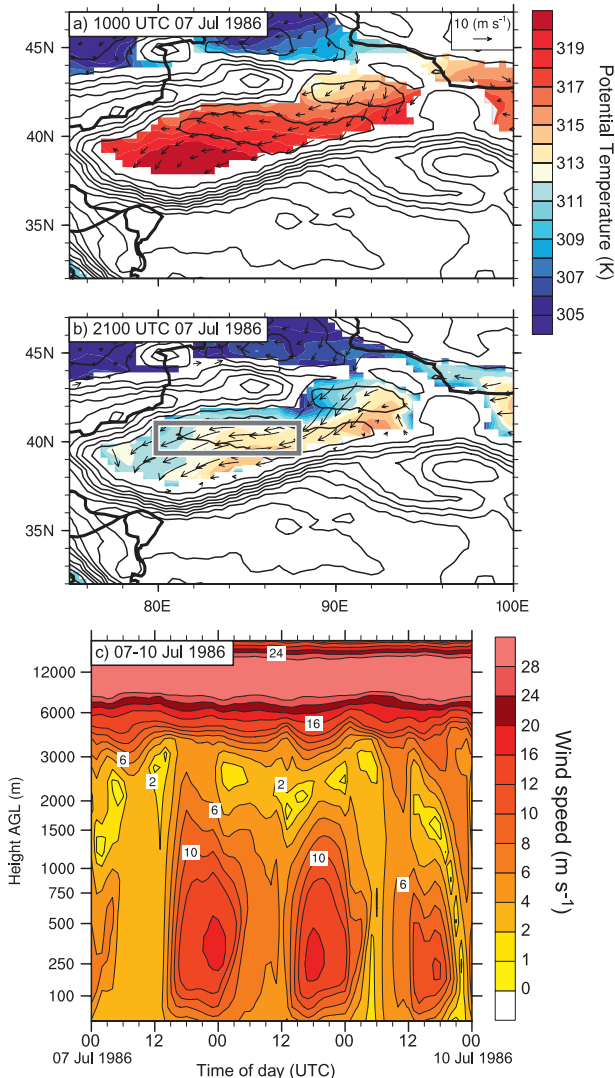 a) 1000 UTC 07 Jul 1986
10 (m s⁻¹)
45N
40N
35N
319
317
315
313
311
309
307
305
Potential Temperature (K)
b) 2100 UTC 07 Jul 1986
45N
40N
35N
80E 90E 100E
c) 07-10 Jul 1986
24
16
6
2
2
6
10
10
6
12000
6000
3000
2000
1500
1000
750
500
250
100
Height AGL (m)
00 12 00 12 00 12 00
07 Jul 1986 10 Jul 1986
Time of day (UTC)
28
24
20
16
12
10
8
6
4
2
1
0
Wind speed (m s⁻¹)